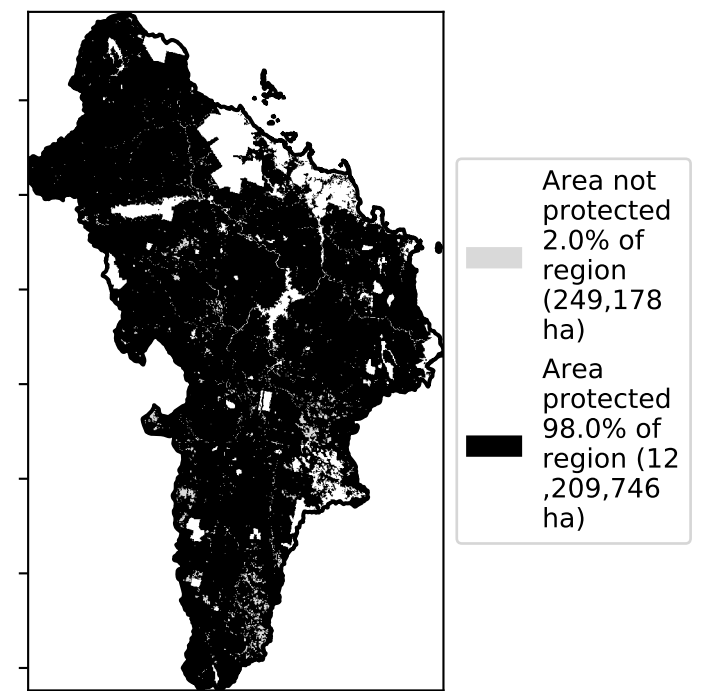 Area not
protected
2.0% of
region
(249,178
ha)
Area
protected
98.0% of
region (12
,209,746
ha)